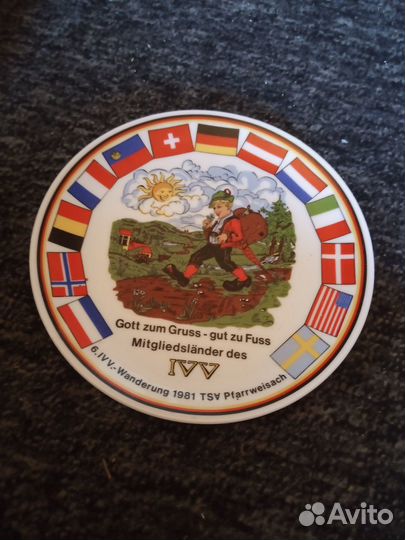 Gott zum Gruss - gut zu Fuss
Mitgliedsländer des
IVV
6. IVV.-Wanderung 1981 TSV Pfarrweisach
Avito